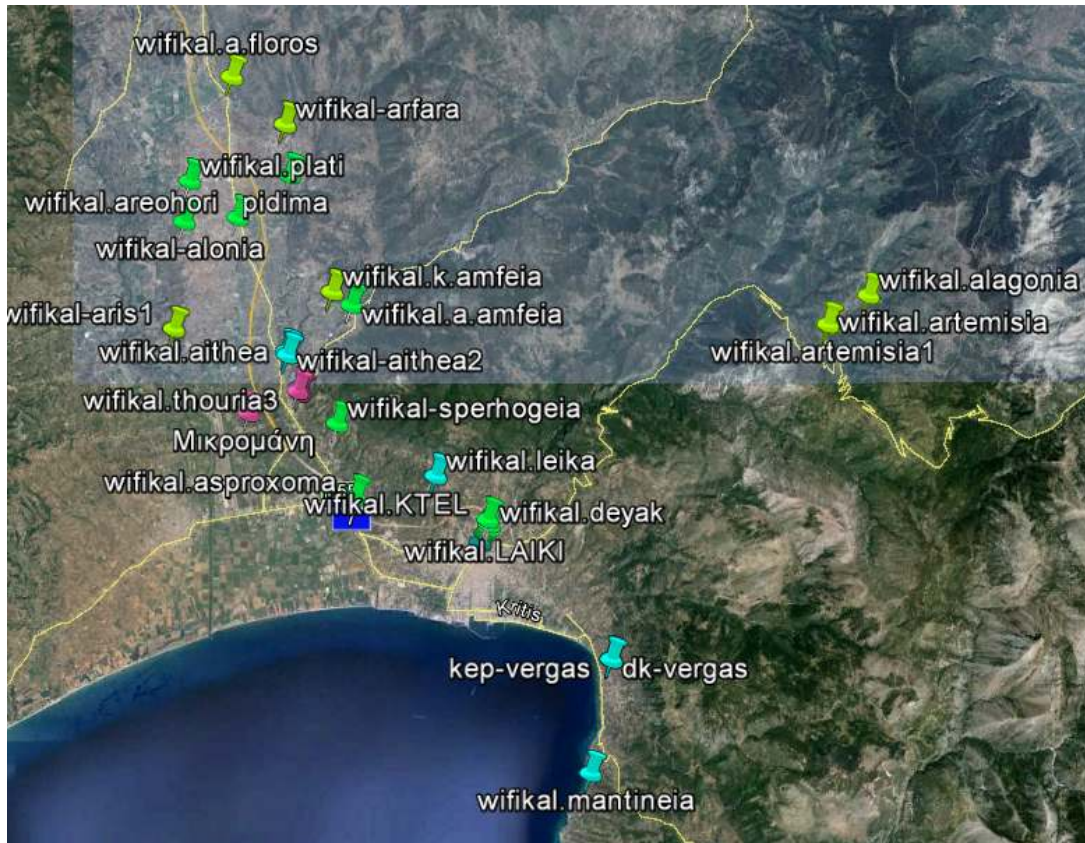 wifikal.a.floros
wifikal-arfara
wifikal.plati
wifikal.areohori
pidima
wifikal-alonia
wifikal.k.amfeia
wifikal.alagonia
wifikal-aris1
wifikal.a.amfeia
wifikal.artemisia
wifikal.aithea
wifikal-aithea2
wifikal.artemisia1
wifikal.thouria3
wifikal-sperhogeia
Μικρομάνη
wifikal.leika
wifikal.asproxoma
wifikal.KTEL
wifikal.deyak
wifikal.LAIKI
Kritis
kep-vergas
dk-vergas
wifikal.mantineia